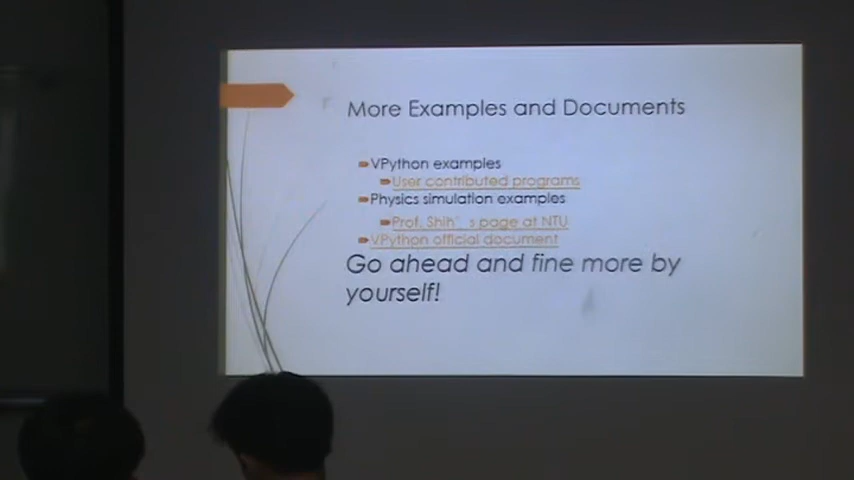 More Examples and Documents
VPython examples
User contributed programs
Physics simulation examples
Prof. Shih's page at NTU
VPython official document
Go ahead and fine more by
yourself!